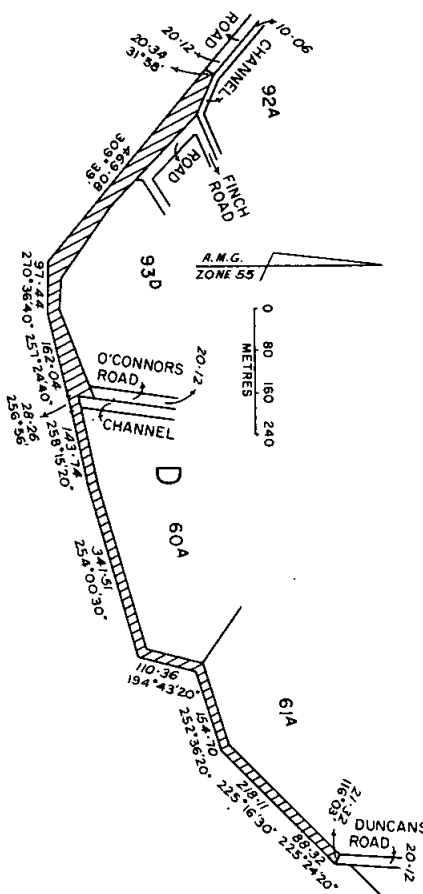 10·06
ROAD
CHANNEL
20·12
20·34
31°58'
92A
ROAD
FINCH
ROAD
469·08
309°39'
93D
A.M.G.
ZONE 55
0 80 160 240
METRES
97·44
270°36'40"
162·04
257°24'40"
O'CONNORS
ROAD
20·12
CHANNEL
28·26
256°56'
143·74
258°15'20"
D
60A
341·51
254°00'30"
110·36
194°43'20"
154·70
252°36'20"
61A
218·11
225°16'30"
88·32
225°24'20"
21·32
116°03'
DUNCANS
ROAD
20·12